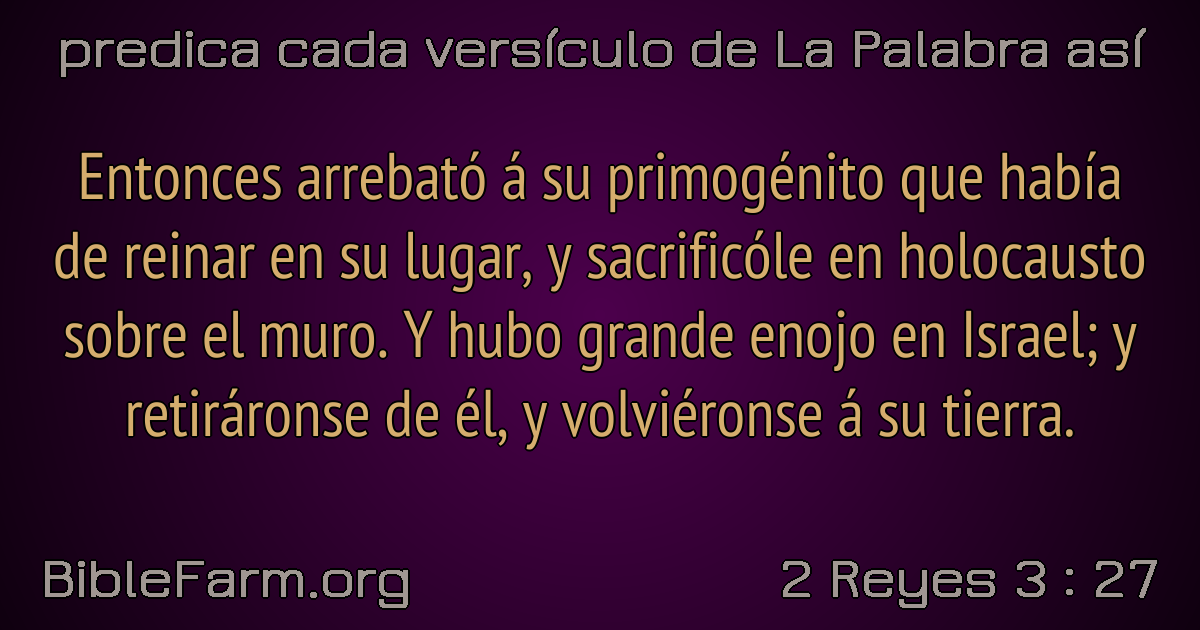 predica cada versículo de La Palabra así
Entonces arrebató á su primogénito que había
de reinar en su lugar, y sacrificóle en holocausto
sobre el muro. Y hubo grande enojo en Israel; y
retiráronse de él, y volviéronse á su tierra.
BibleFarm.org
2 Reyes 3 : 27